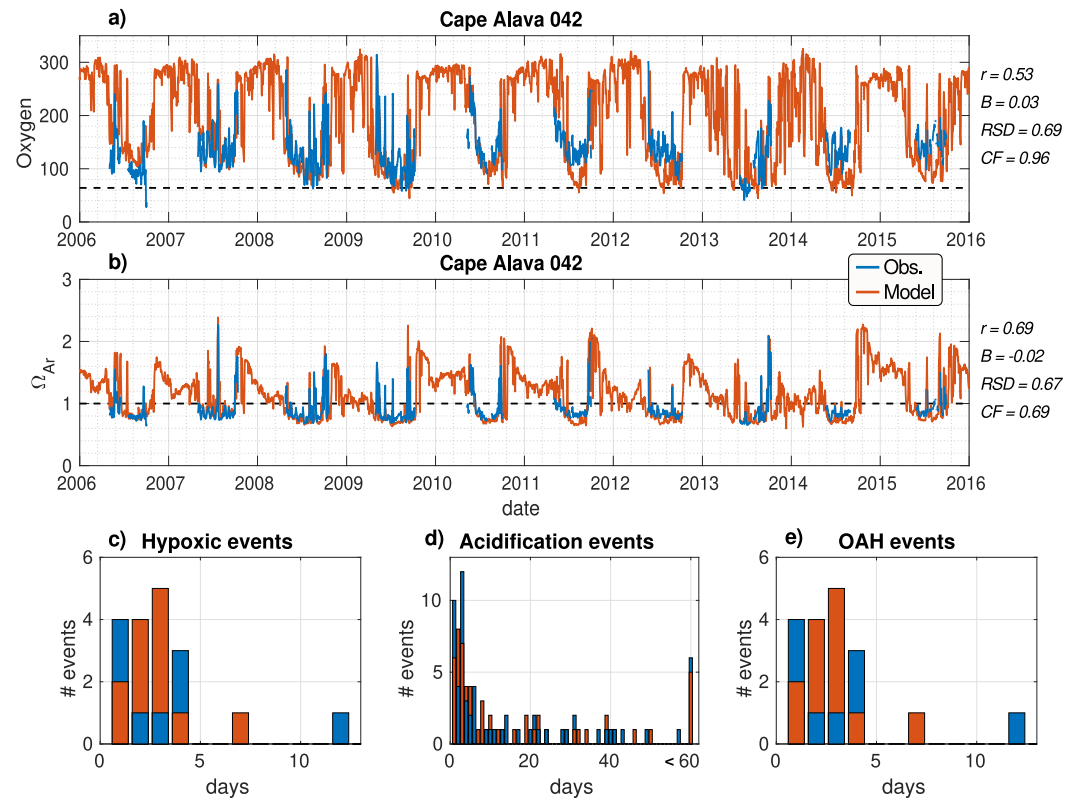 a) Cape Alava 042
Oxygen
300
200
100
0
2006 2007 2008 2009 2010 2011 2012 2013 2014 2015 2016
r = 0.53
B = 0.03
RSD = 0.69
CF = 0.96
b) Cape Alava 042
Obs.
Model
Ω_Ar
3
2
1
0
2006 2007 2008 2009 2010 2011 2012 2013 2014 2015 2016
date
r = 0.69
B = -0.02
RSD = 0.67
CF = 0.69
c) Hypoxic events
# events
6
4
2
0
0 5 10
days
d) Acidification events
# events
10
5
0
0 20 40 < 60
days
e) OAH events
# events
6
4
2
0
0 5 10
days